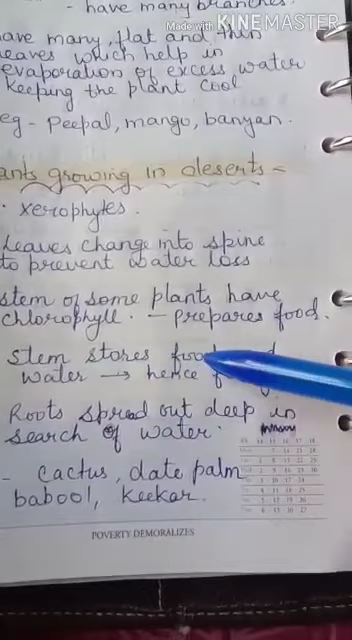 - have many branches.
Made with KINEMASTER
ave many, flat and thin
leaves which help in
evaporation of excess water
keeping the plant cool
eg - Peepal, mango, banyan.
ants growing in deserts -
xerophytes.
Leaves change into spine
to prevent water loss
stem of some plants have
chlorophyll. - prepares food.
Stem stores food
water → hence
Roots spread out deep in
search of water.
- Cactus, date palm
babool, keekar.
POVERTY DEMORALIZES